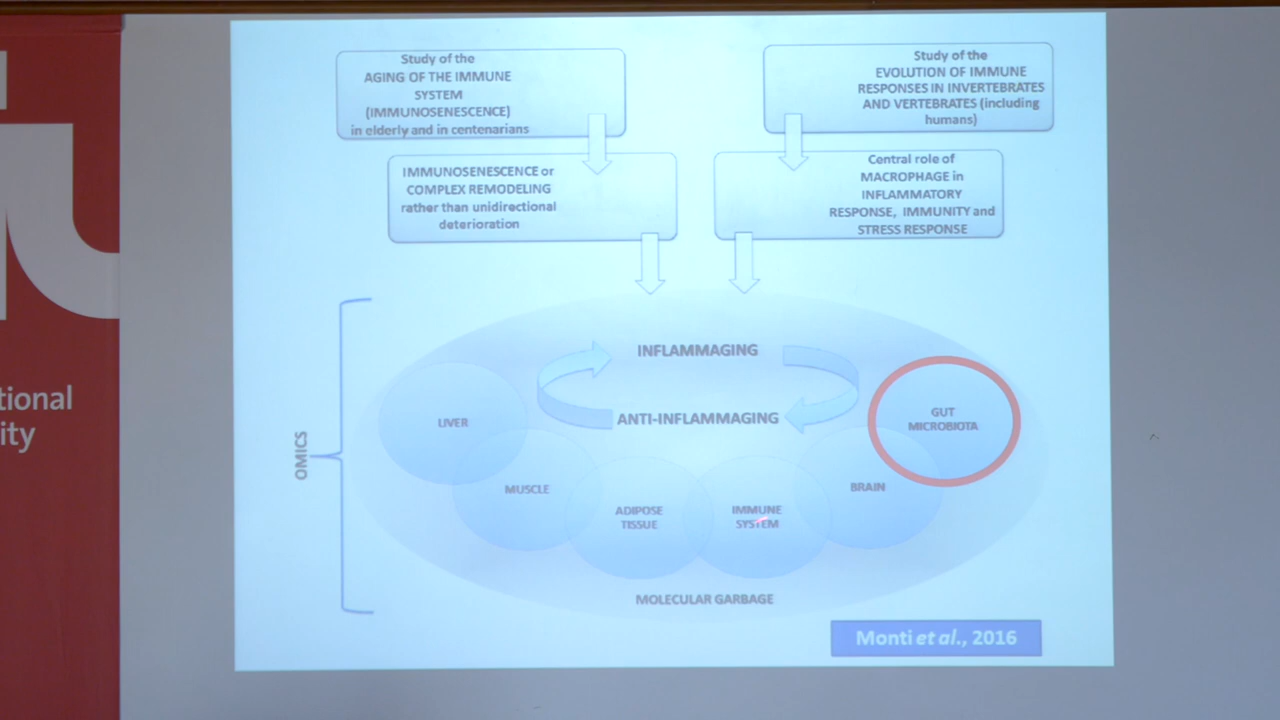 Study of the
AGING OF THE IMMUNE
SYSTEM
(IMMUNOSENESCENCE)
in elderly and in centenarians
Study of the
EVOLUTION OF IMMUNE
RESPONSES IN INVERTEBRATES
AND VERTEBRATES (including
humans)
IMMUNOSENESCENCE or
COMPLEX REMODELING
rather than unidirectional
deterioration
Central role of
MACROPHAGE in
INFLAMMATORY
RESPONSE, IMMUNITY and
STRESS RESPONSE
INFLAMMAGING
ANTI-INFLAMMAGING
LIVER
MUSCLE
ADIPOSE
TISSUE
IMMUNE
SYSTEM
BRAIN
GUT
MICROBIOTA
OMICS
MOLECULAR GARBAGE
Monti et al., 2016
tional
ity